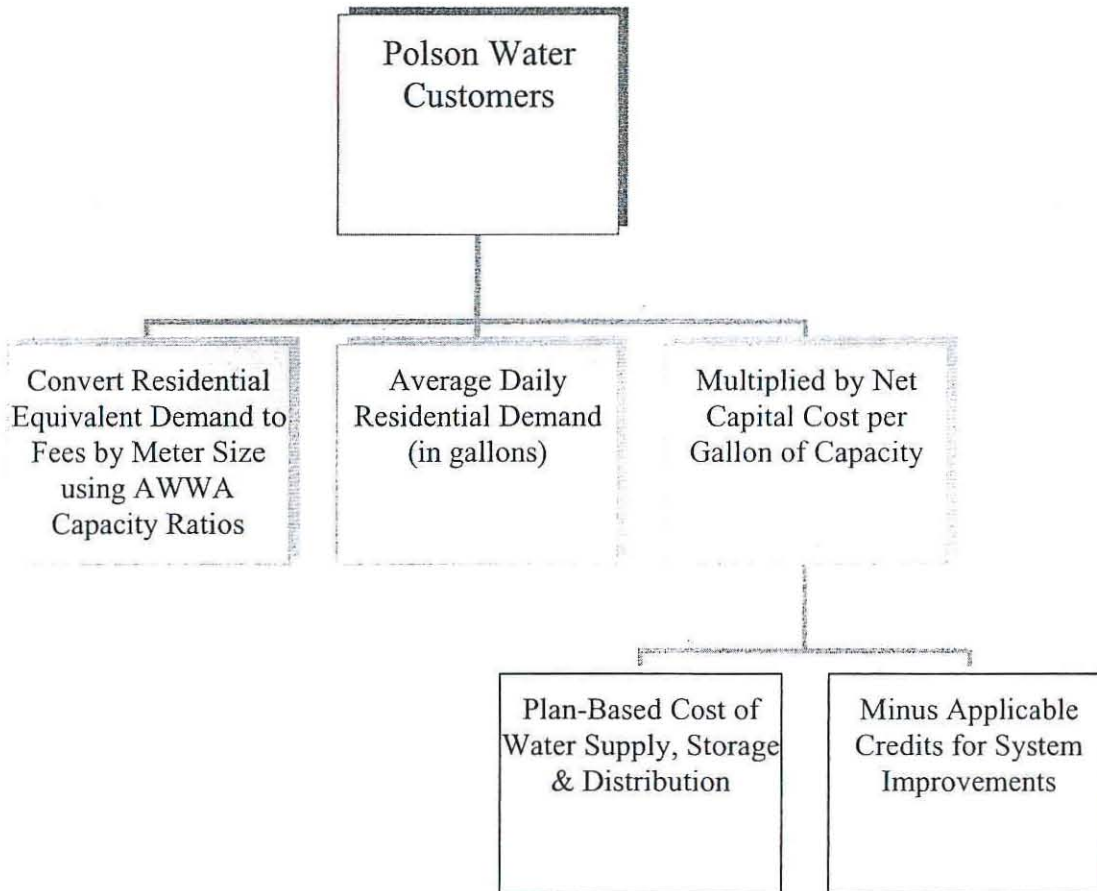 Polson Water
Customers
Convert Residential
Equivalent Demand to
Fees by Meter Size
using AWWA
Capacity Ratios
Average Daily
Residential Demand
(in gallons)
Multiplied by Net
Capital Cost per
Gallon of Capacity
Plan-Based Cost of
Water Supply, Storage
& Distribution
Minus Applicable
Credits for System
Improvements